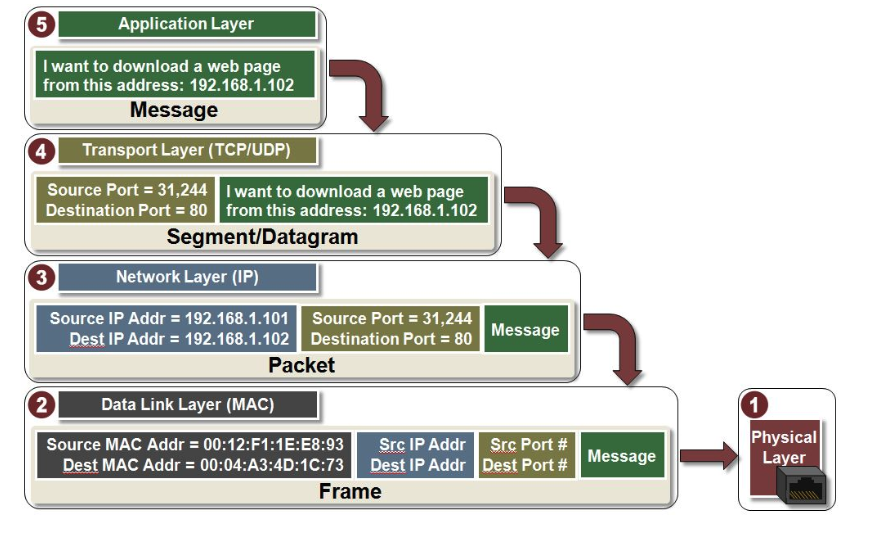 5
Application Layer
I want to download a web page
from this address: 192.168.1.102
Message
4
Transport Layer (TCP/UDP)
Source Port = 31,244
Destination Port = 80
I want to download a web page
from this address: 192.168.1.102
Segment/Datagram
3
Network Layer (IP)
Source IP Addr = 192.168.1.101
Dest IP Addr = 192.168.1.102
Source Port = 31,244
Destination Port = 80
Message
Packet
2
Data Link Layer (MAC)
Source MAC Addr = 00:12:F1:1E:E8:93
Dest MAC Addr = 00:04:A3:4D:1C:73
Src IP Addr
Dest IP Addr
Src Port #
Dest Port #
Message
Frame
1
Physical
Layer